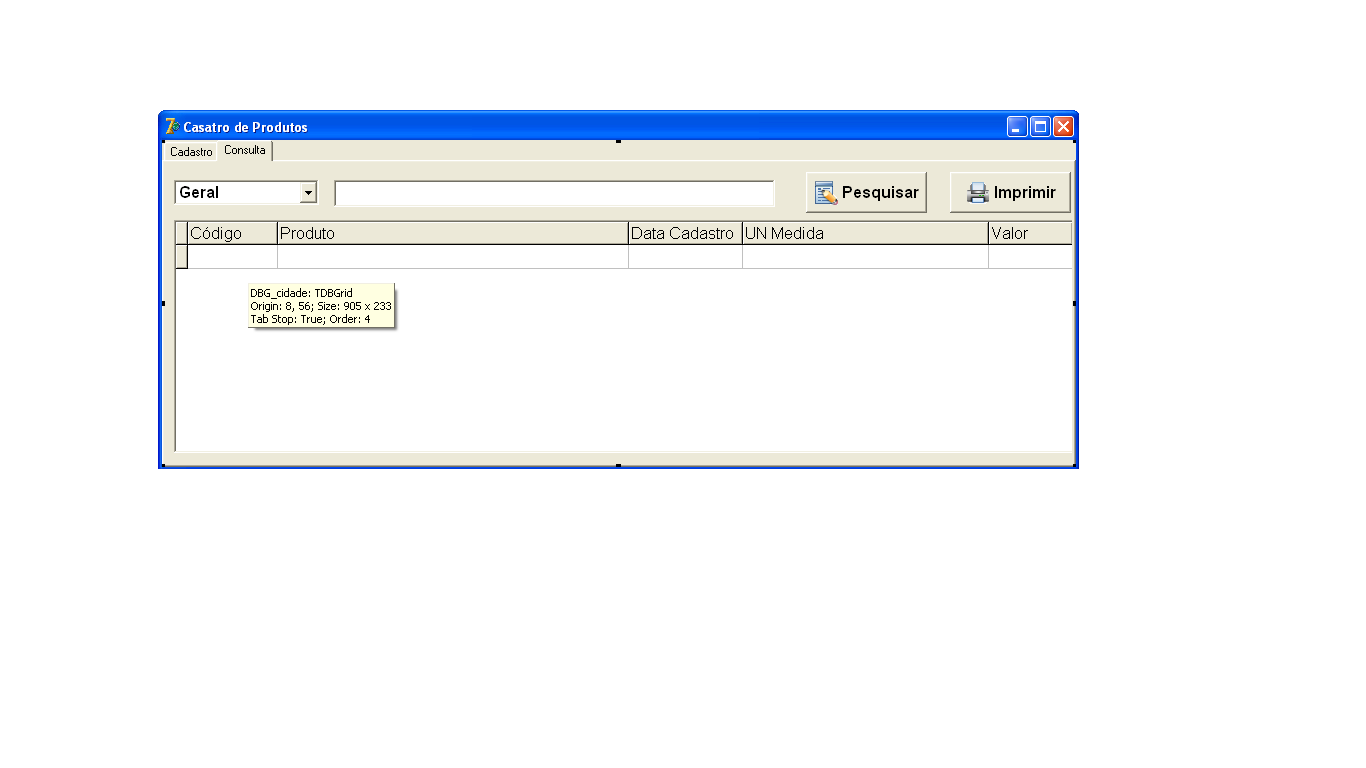 Casatro de Produtos
Cadastro Consulta
Geral Pesquisar Imprimir
Código Produto Data Cadastro UN Medida Valor
DBG_cidade: TDBGrid
Origin: 8, 56; Size: 905 x 233
Tab Stop: True; Order: 4